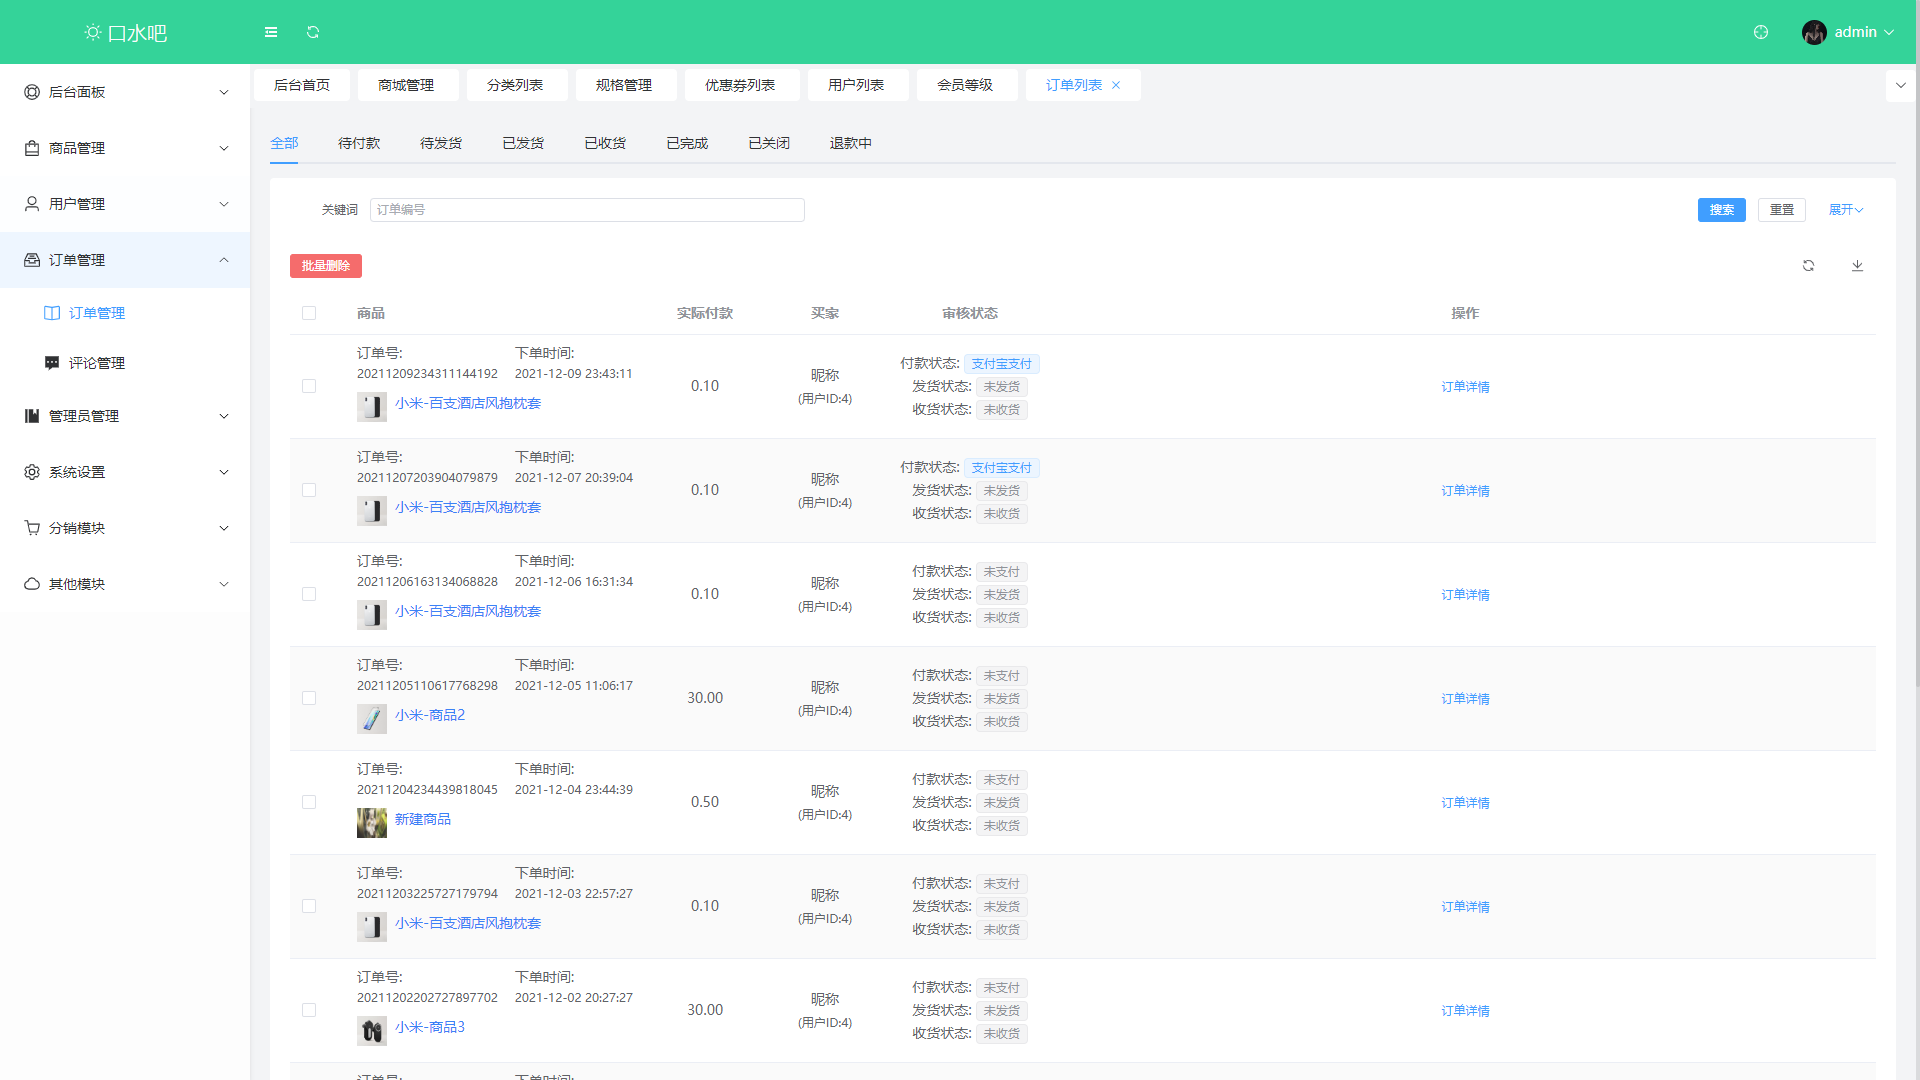 口水吧
admin
后台面板
商品管理
用户管理
订单管理
订单管理
评论管理
管理员管理
系统设置
分销模块
其他模块
后台首页 商城管理 分类列表 规格管理 优惠券列表 用户列表 会员等级 订单列表
全部 待付款 待发货 已发货 已收货 已完成 已关闭 退款中
关键词 订单编号 搜索 重置 展开
批量删除
商品 实际付款 买家 审核状态 操作
订单号: 下单时间:
20211209234311144192 2021-12-09 23:43:11
小米-百支酒店风抱枕套
0.10
昵称
(用户ID:4)
付款状态: 支付宝支付
发货状态: 未发货
收货状态: 未收货
订单详情
订单号: 下单时间:
20211207203904079879 2021-12-07 20:39:04
小米-百支酒店风抱枕套
0.10
昵称
(用户ID:4)
付款状态: 支付宝支付
发货状态: 未发货
收货状态: 未收货
订单详情
订单号: 下单时间:
20211206163134068828 2021-12-06 16:31:34
小米-百支酒店风抱枕套
0.10
昵称
(用户ID:4)
付款状态: 未支付
发货状态: 未发货
收货状态: 未收货
订单详情
订单号: 下单时间:
20211205110617768298 2021-12-05 11:06:17
小米-商品2
30.00
昵称
(用户ID:4)
付款状态: 未支付
发货状态: 未发货
收货状态: 未收货
订单详情
订单号: 下单时间:
20211204234439818045 2021-12-04 23:44:39
新建商品
0.50
昵称
(用户ID:4)
付款状态: 未支付
发货状态: 未发货
收货状态: 未收货
订单详情
订单号: 下单时间:
20211203225727179794 2021-12-03 22:57:27
小米-百支酒店风抱枕套
0.10
昵称
(用户ID:4)
付款状态: 未支付
发货状态: 未发货
收货状态: 未收货
订单详情
订单号: 下单时间:
20211202202727897702 2021-12-02 20:27:27
小米-商品3
30.00
昵称
(用户ID:4)
付款状态: 未支付
发货状态: 未发货
收货状态: 未收货
订单详情
订单号: 下单时间: